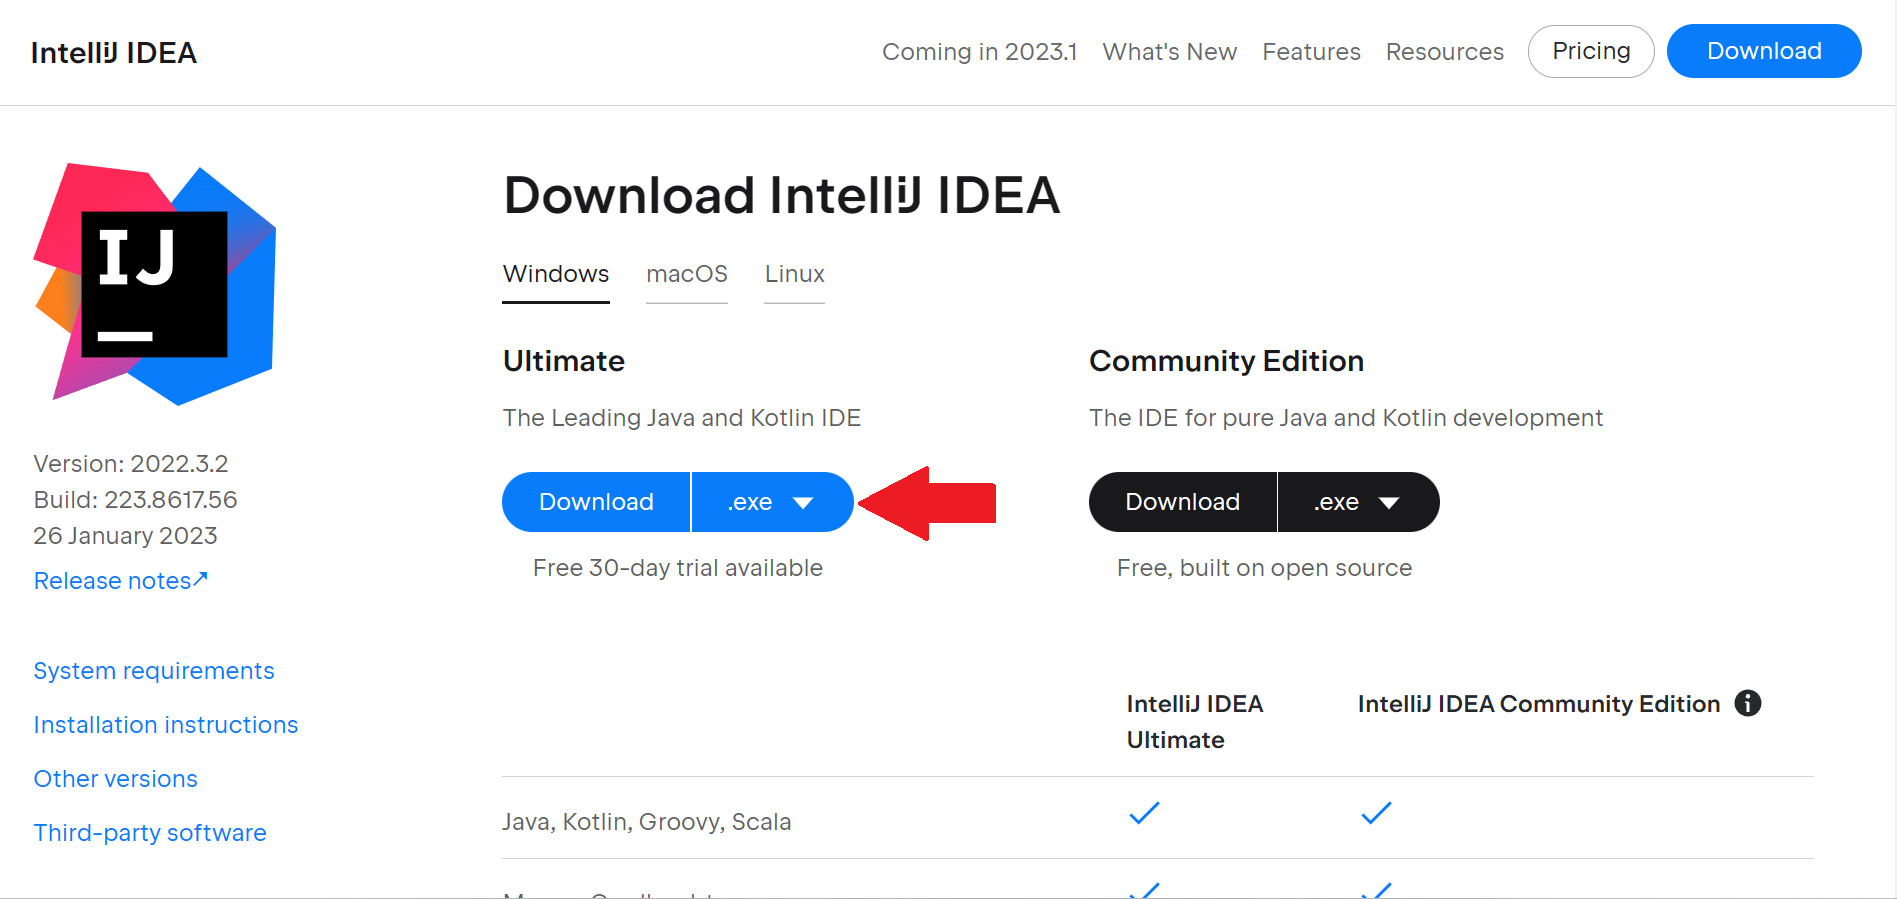 IntelliJ IDEA
Coming in 2023.1 What's New Features Resources Pricing Download
IJ
Version: 2022.3.2
Build: 223.8617.56
26 January 2023
Release notes↗
System requirements
Installation instructions
Other versions
Third-party software
Download IntelliJ IDEA
Windows macOS Linux
Ultimate
The Leading Java and Kotlin IDE
Download .exe
Free 30-day trial available
Community Edition
The IDE for pure Java and Kotlin development
Download .exe
Free, built on open source
IntelliJ IDEA
Ultimate
IntelliJ IDEA Community Edition
Java, Kotlin, Groovy, Scala